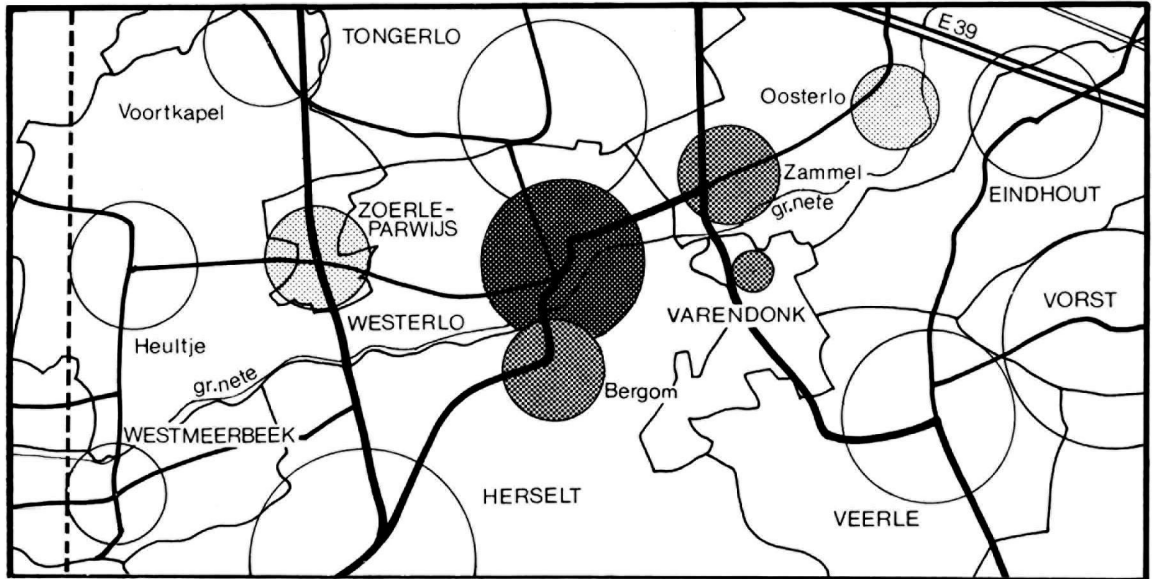 TONGERLO
E 39
Voortkapel
Oosterlo
Zammel
gr.nete
EINDHOUT
ZOERLE-
PARWIJS
VORST
WESTERLO
VARENDONK
Heultje
gr.nete
Bergom
WESTMEERBEEK
HERSELT
VEERLE